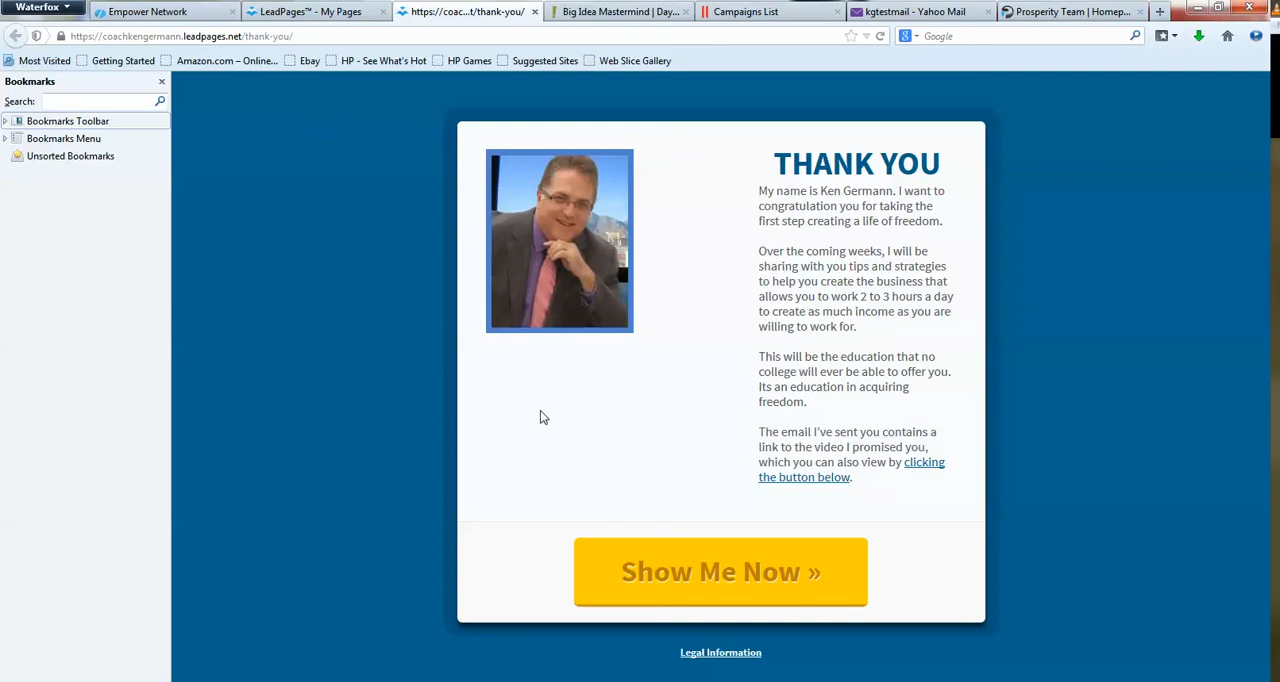 Waterfox
Empower Network
LeadPages™ - My Pages
https://coac...t/thank-you/
Big Idea Mastermind | Day...
Campaigns List
kgtestmail - Yahoo Mail
Prosperity Team | Homep...
https://coachkengermann.leadpages.net/thank-you/
Google
Most Visited
Getting Started
Amazon.com – Online...
Ebay
HP - See What's Hot
HP Games
Suggested Sites
Web Slice Gallery
Bookmarks
Search:
Bookmarks Toolbar
Bookmarks Menu
Unsorted Bookmarks
THANK YOU
My name is Ken Germann. I want to
congratulation you for taking the
first step creating a life of freedom.
Over the coming weeks, I will be
sharing with you tips and strategies
to help you create the business that
allows you to work 2 to 3 hours a day
to create as much income as you are
willing to work for.
This will be the education that no
college will ever be able to offer you.
Its an education in acquiring
freedom.
The email I've sent you contains a
link to the video I promised you,
which you can also view by clicking
the button below.
Show Me Now »
Legal Information